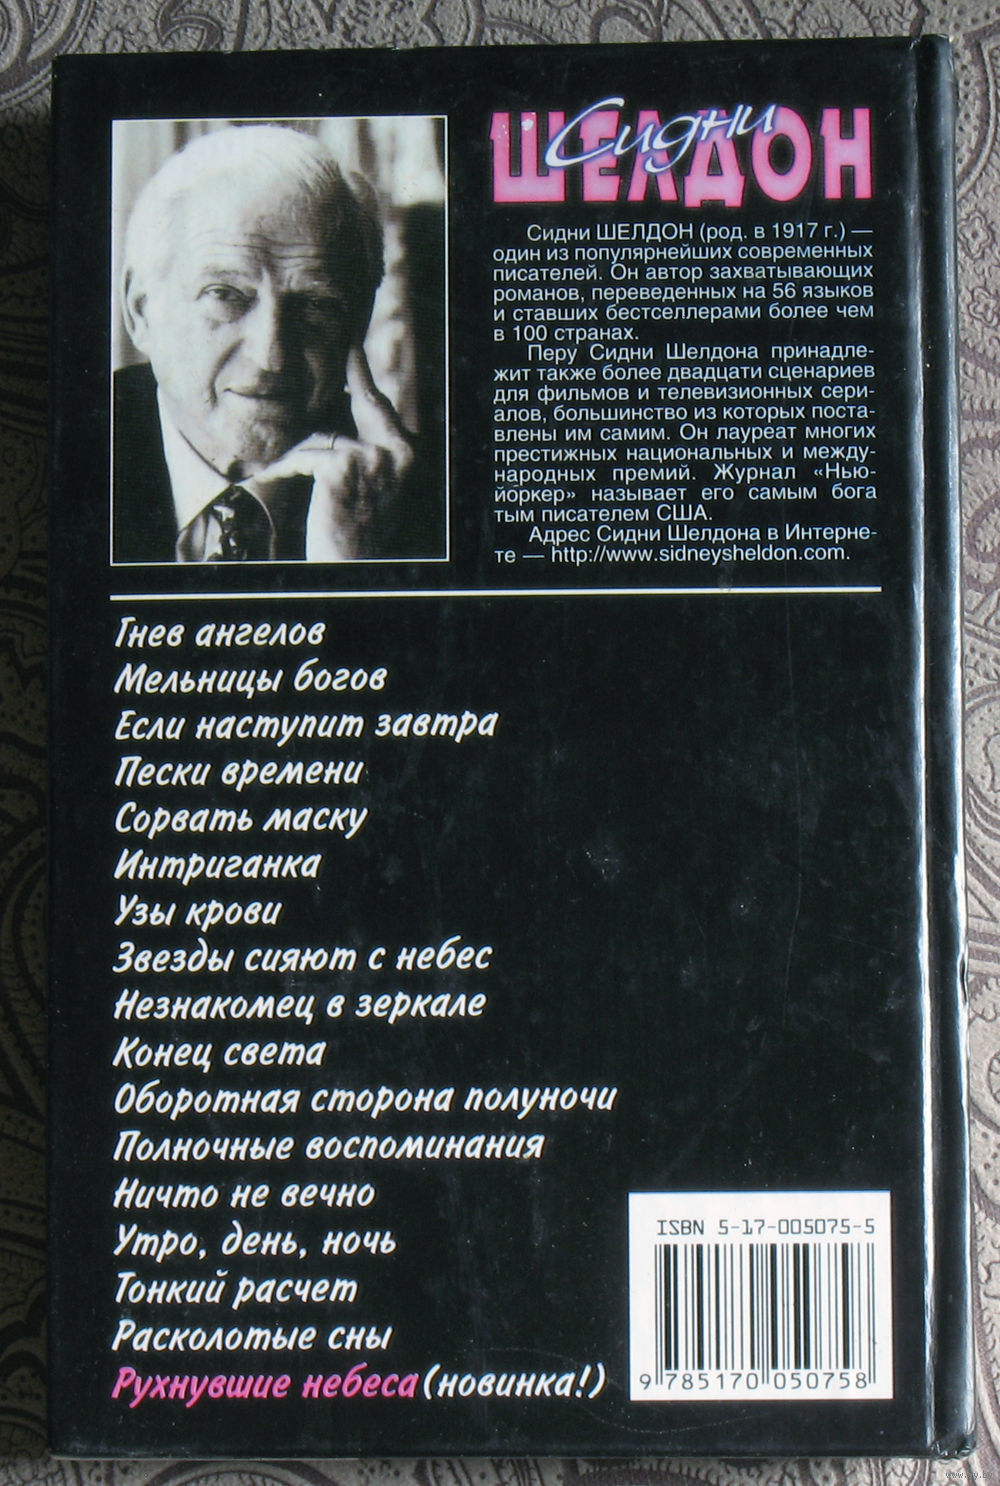 Сидни
ШЕЛДОН
Сидни ШЕЛДОН (род. в 1917 г.) —
один из популярнейших современных
писателей. Он автор захватывающих
романов, переведенных на 56 языков
и ставших бестселлерами более чем
в 100 странах.
Перу Сидни Шелдона принадле-
жит также более двадцати сценариев
для фильмов и телевизионных сери-
алов, большинство из которых поста-
влены им самим. Он лауреат многих
престижных национальных и между-
народных премий. Журнал «Нью-
йоркер» называет его самым бога
тым писателем США.
Адрес Сидни Шелдона в Интерне-
те — http://www.sidneysheldon.com.
Гнев ангелов
Мельницы богов
Если наступит завтра
Пески времени
Сорвать маску
Интриганка
Узы крови
Звезды сияют с небес
Незнакомец в зеркале
Конец света
Оборотная сторона полуночи
Полночные воспоминания
Ничто не вечно
Утро, день, ночь
Тонкий расчет
Расколотые сны
Рухнувшие небеса (новинка!)
ISBN 5-17-005075-5
9 785170 050758